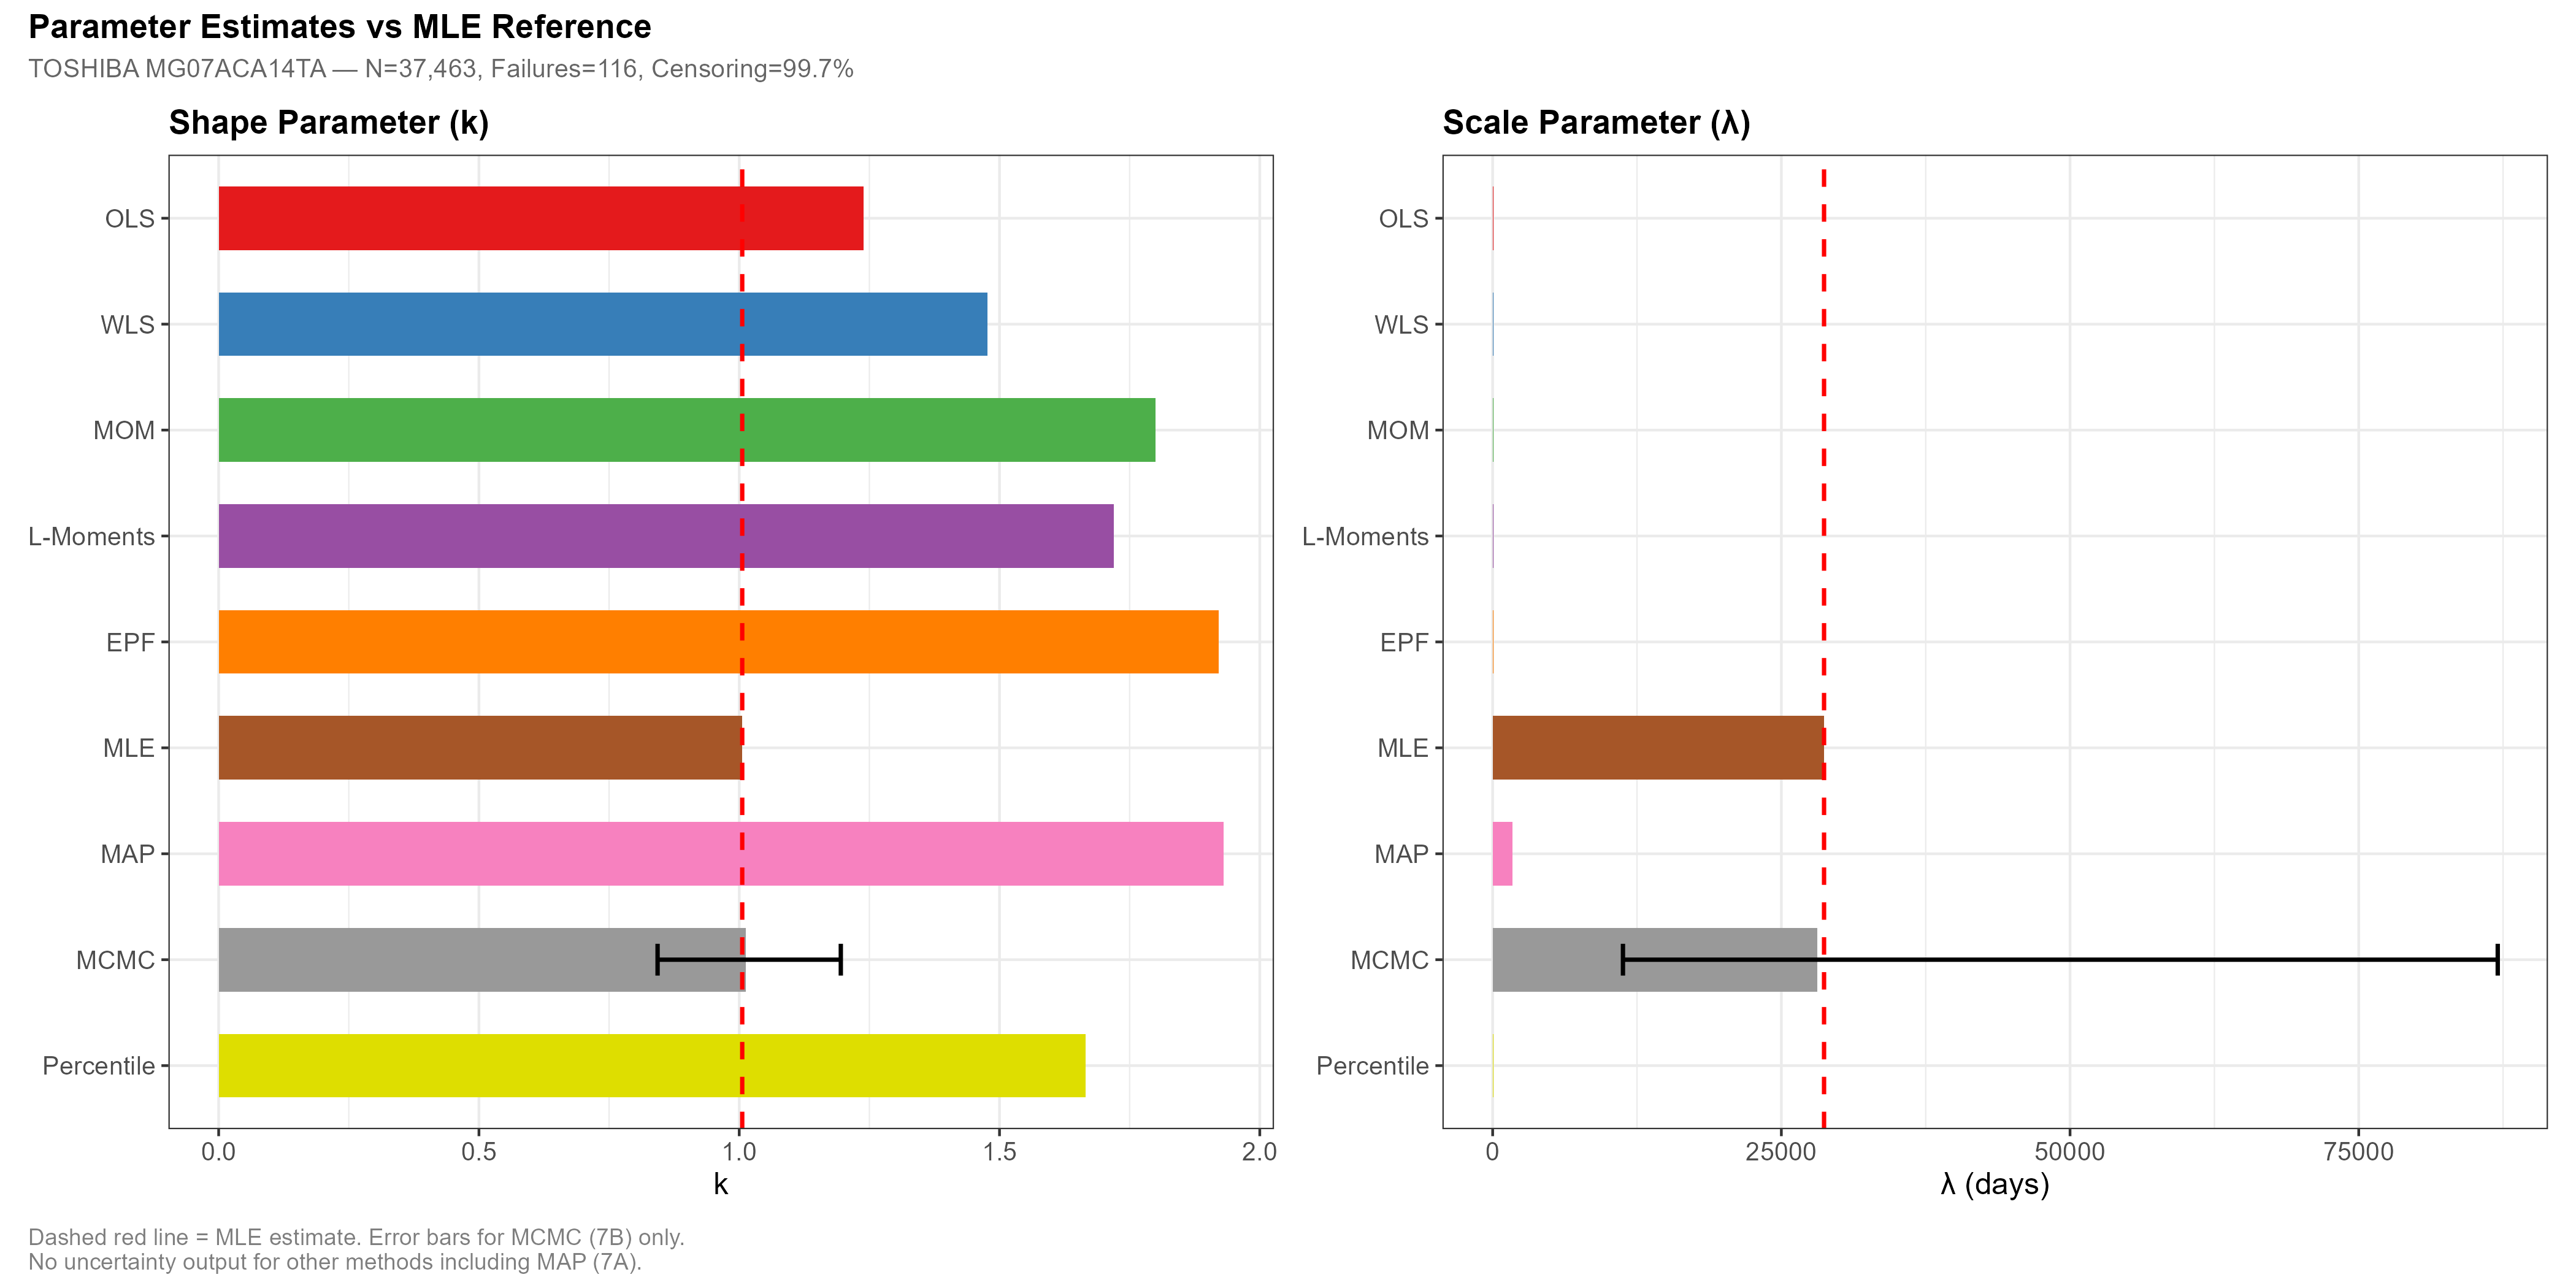 Parameter Estimates vs MLE Reference
TOSHIBA MG07ACA14TA — N=37,463, Failures=116, Censoring=99.7%
Shape Parameter (k)
OLS
WLS
MOM
L-Moments
EPF
MLE
MAP
MCMC
Percentile
0.0 0.5 1.0 1.5 2.0
k
Scale Parameter (λ)
OLS
WLS
MOM
L-Moments
EPF
MLE
MAP
MCMC
Percentile
0 25000 50000 75000
λ (days)
Dashed red line = MLE estimate. Error bars for MCMC (7B) only.
No uncertainty output for other methods including MAP (7A).